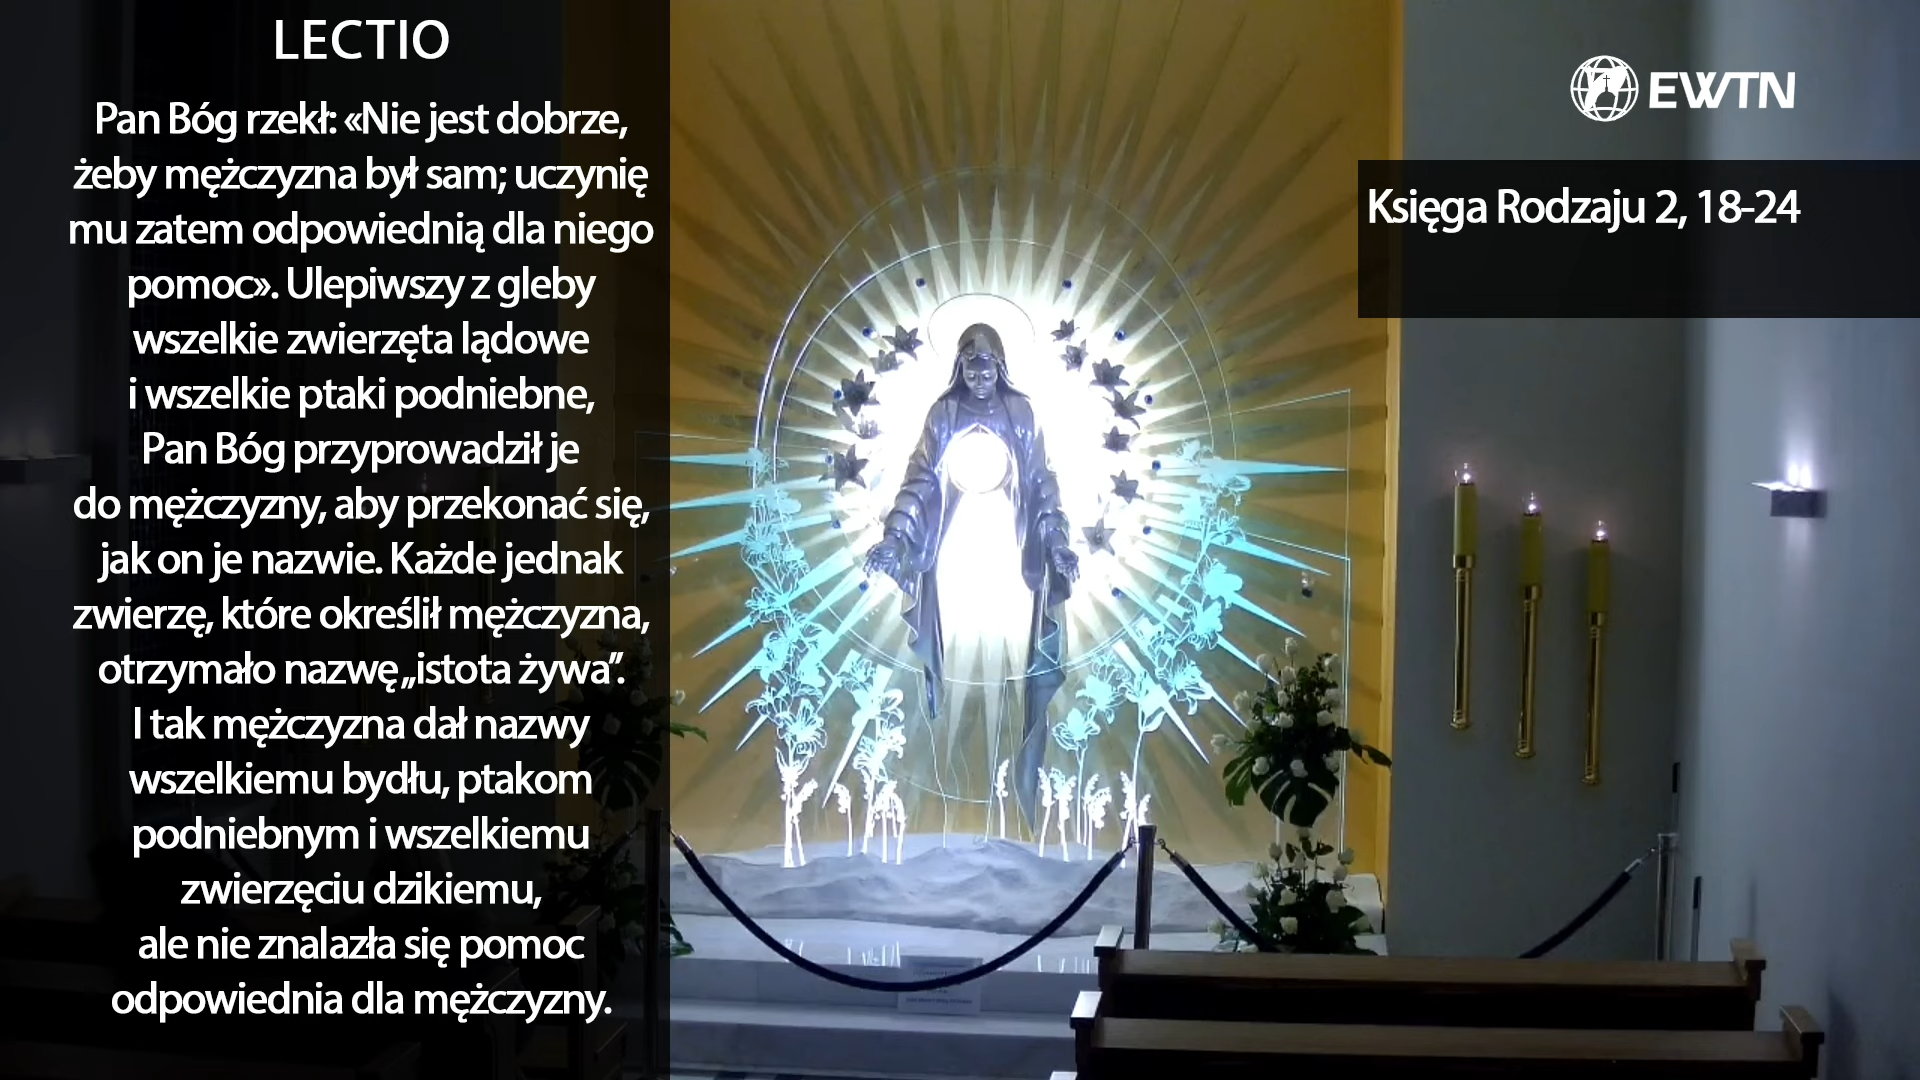 LECTIO
Pan Bóg rzekł: «Nie jest dobrze,
żeby mężczyzna był sam; uczynię
mu zatem odpowiednią dla niego
pomoc». Ulepiwszy z gleby
wszelkie zwierzęta lądowe
i wszelkie ptaki podniebne,
Pan Bóg przyprowadził je
do mężczyzny, aby przekonać się,
jak on je nazwie. Każde jednak
zwierzę, które określił mężczyzna,
otrzymało nazwę „istota żywa”.
I tak mężczyzna dał nazwy
wszelkiemu bydłu, ptakom
podniebnym i wszelkiemu
zwierzęciu dzikiemu,
ale nie znalazła się pomoc
odpowiednia dla mężczyzny.
EWTN
Księga Rodzaju 2, 18-24